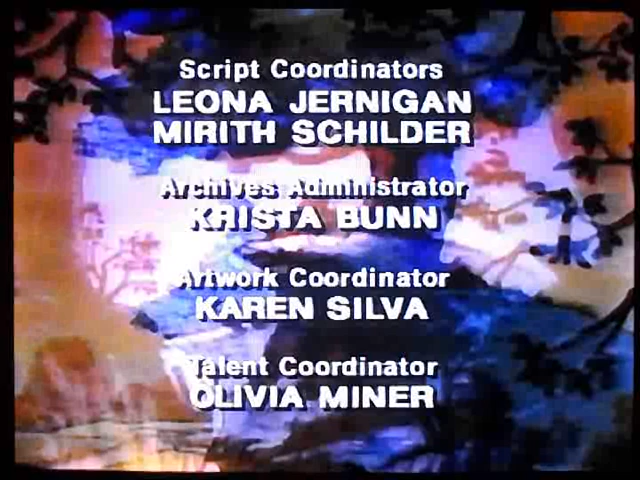 Script Coordinators
LEONA JERNIGAN
MIRITH SCHILDER
Archives Administrator
KRISTA BUNN
Artwork Coordinator
KAREN SILVA
Talent Coordinator
OLIVIA MINER